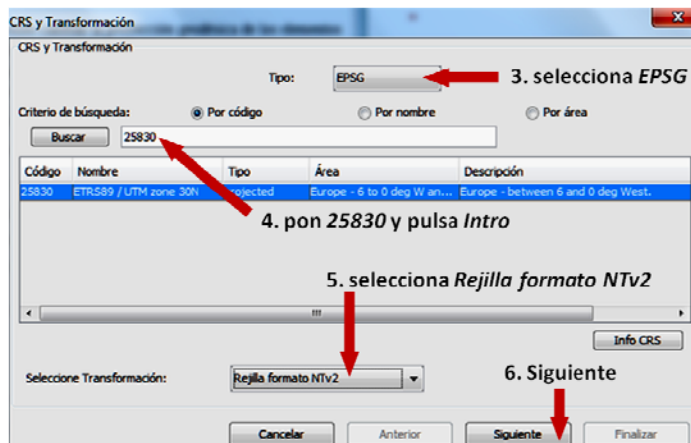 CRS y Transformación
CRS y Transformación
Tipo: EPSG 3. selecciona EPSG
Criterio de búsqueda: Por código Por nombre Por área
Buscar 25830
Código Nombre Tipo Área Descripción
25830 ETRS89 / UTM zone 30N projected Europe - 6 to 0 deg W an... Europe - between 6 and 0 deg West.
4. pon 25830 y pulsa Intro
5. selecciona Rejilla formato NTv2
Info CRS
Seleccione Transformación: Rejilla formato NTv2 6. Siguiente
Cancelar Anterior Siguiente Finalizar